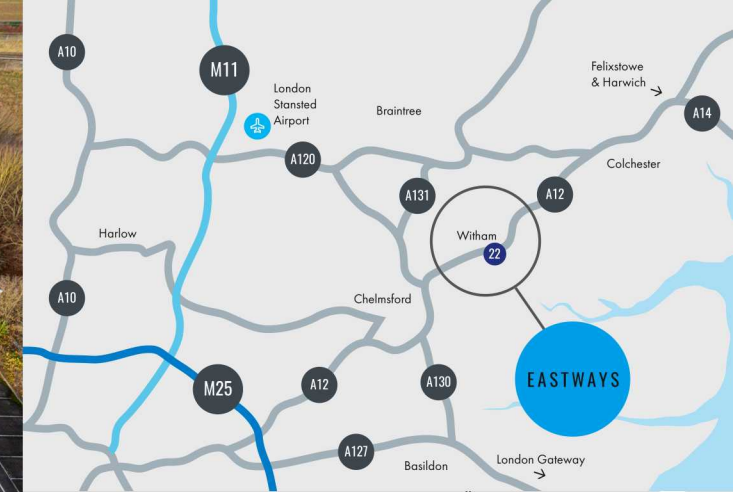 A10
M11
London
Stansted
Airport
Braintree
Felixstowe
& Harwich
A14
A120
Colchester
A131
A12
Harlow
Witham
22
A10
Chelmsford
M25
A12
A130
EASTWAYS
A127
Basildon
London Gateway